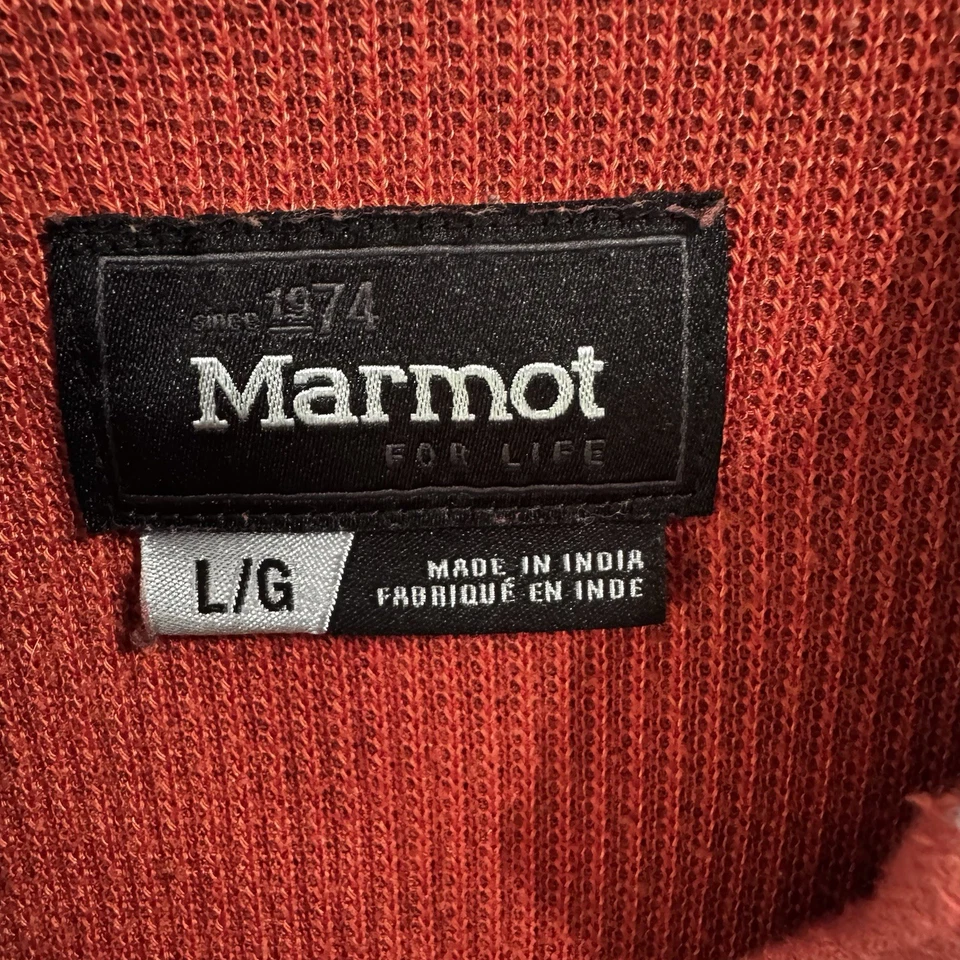 since 1974
Marmot
FOR LIFE
L/G
MADE IN INDIA
FABRIQUÉ EN INDE